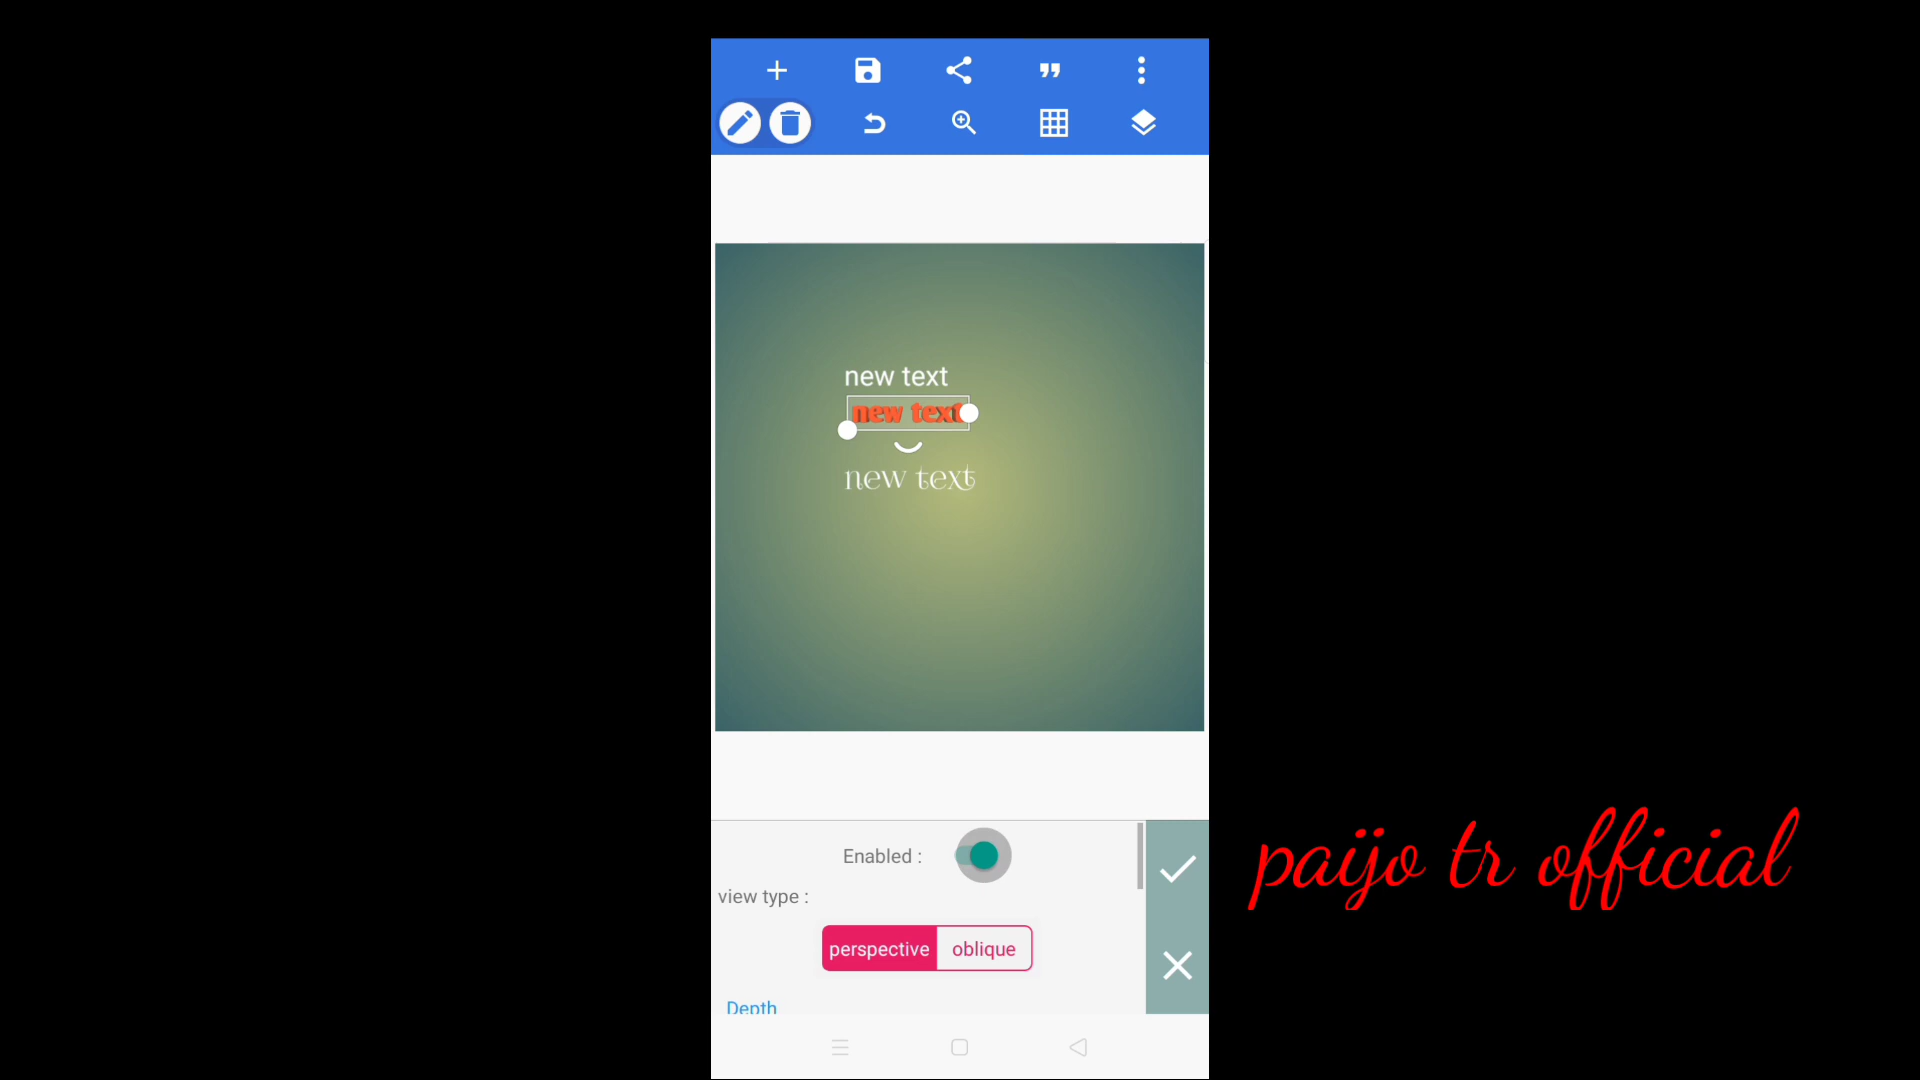 new text
new text
new text
Enabled :
view type :
perspective oblique
Depth
paijo tr official